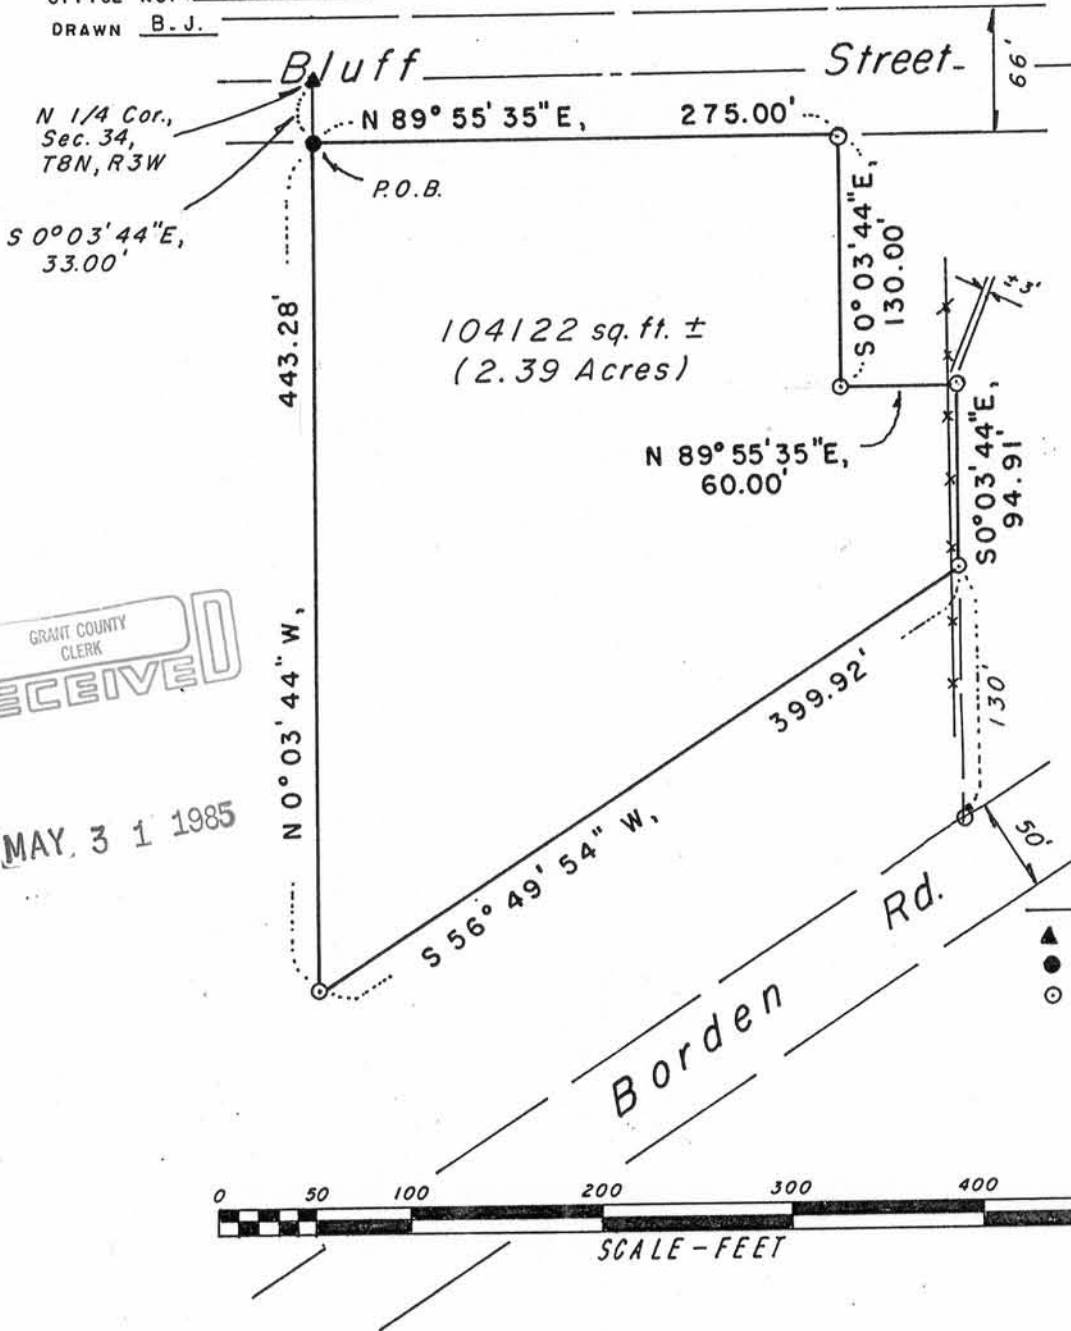 DRAWN B.J.
Bluff Street
66'
N 1/4 Cor.,
Sec. 34,
T8N, R3W
N 89° 55' 35" E, 275.00'
P.O.B.
S 0° 03' 44" E,
33.00'
S 0° 03' 44" E,
130.00'
443.28'
104122 sq. ft. ±
(2.39 Acres)
N 89° 55' 35" E,
60.00'
S 0° 03' 44" E,
94.91'
GRANT COUNTY
CLERK
ECEIVED
N 0° 03' 44" W,
399.92'
130'
MAY 3 1 1985
S 56° 49' 54" W,
50'
Borden Rd.
0 50 100 200 300 400
SCALE - FEET